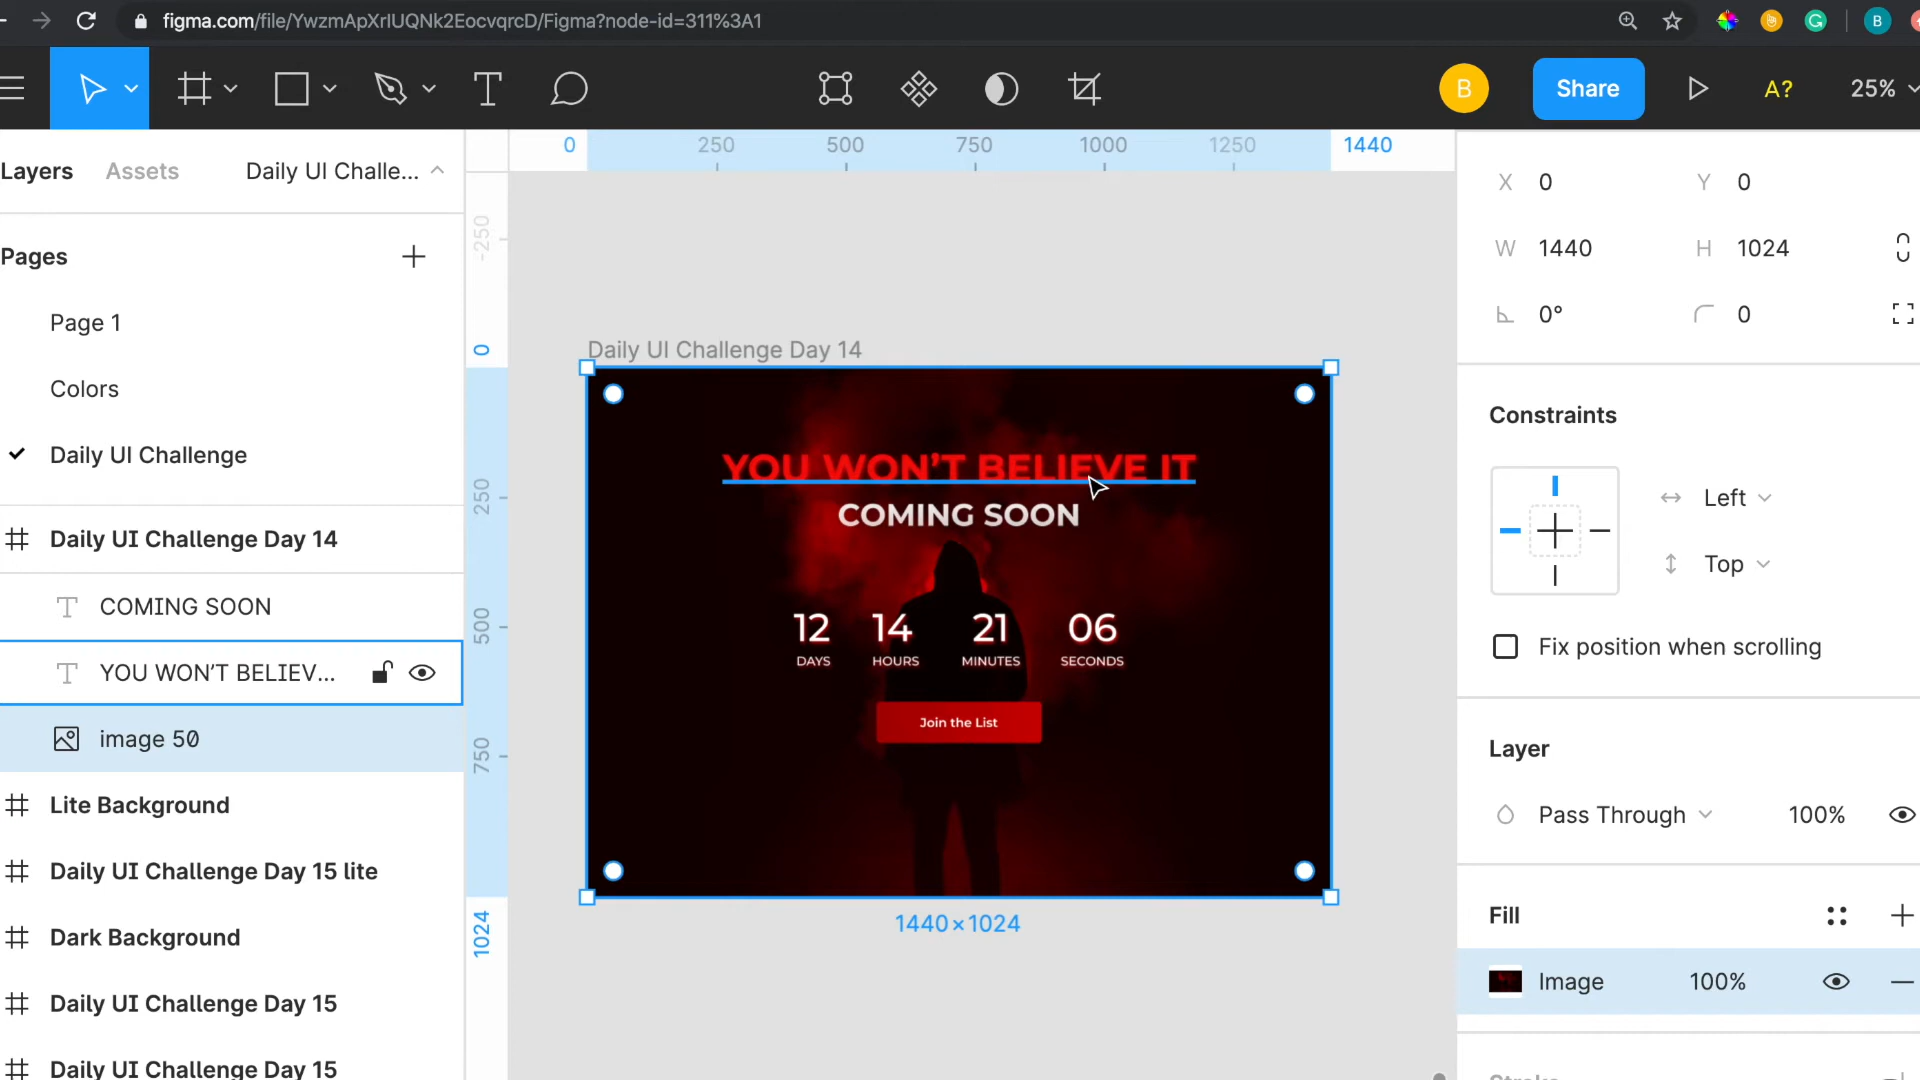 figma.com/file/YwzmApXrIUQNk2EocvqrcD/Figma?node-id=311%3A1
B
B
Share
A?
25%
Layers
Assets
Daily UI Challe...
Pages
Page 1
Colors
Daily UI Challenge
Daily UI Challenge Day 14
COMING SOON
YOU WON’T BELIEV...
image 50
Lite Background
Daily UI Challenge Day 15 lite
Dark Background
Daily UI Challenge Day 15
Daily UI Challenge Day 15
0
250
500
750
1000
1250
1440
-250
0
250
500
750
1024
Daily UI Challenge Day 14
YOU WON’T BELIEVE IT
COMING SOON
12 14 21 06
DAYS HOURS MINUTES SECONDS
Join the List
1440×1024
X 0 Y 0
W 1440 H 1024
0° 0
Constraints
Left
Top
Fix position when scrolling
Layer
Pass Through 100%
Fill
Image 100%